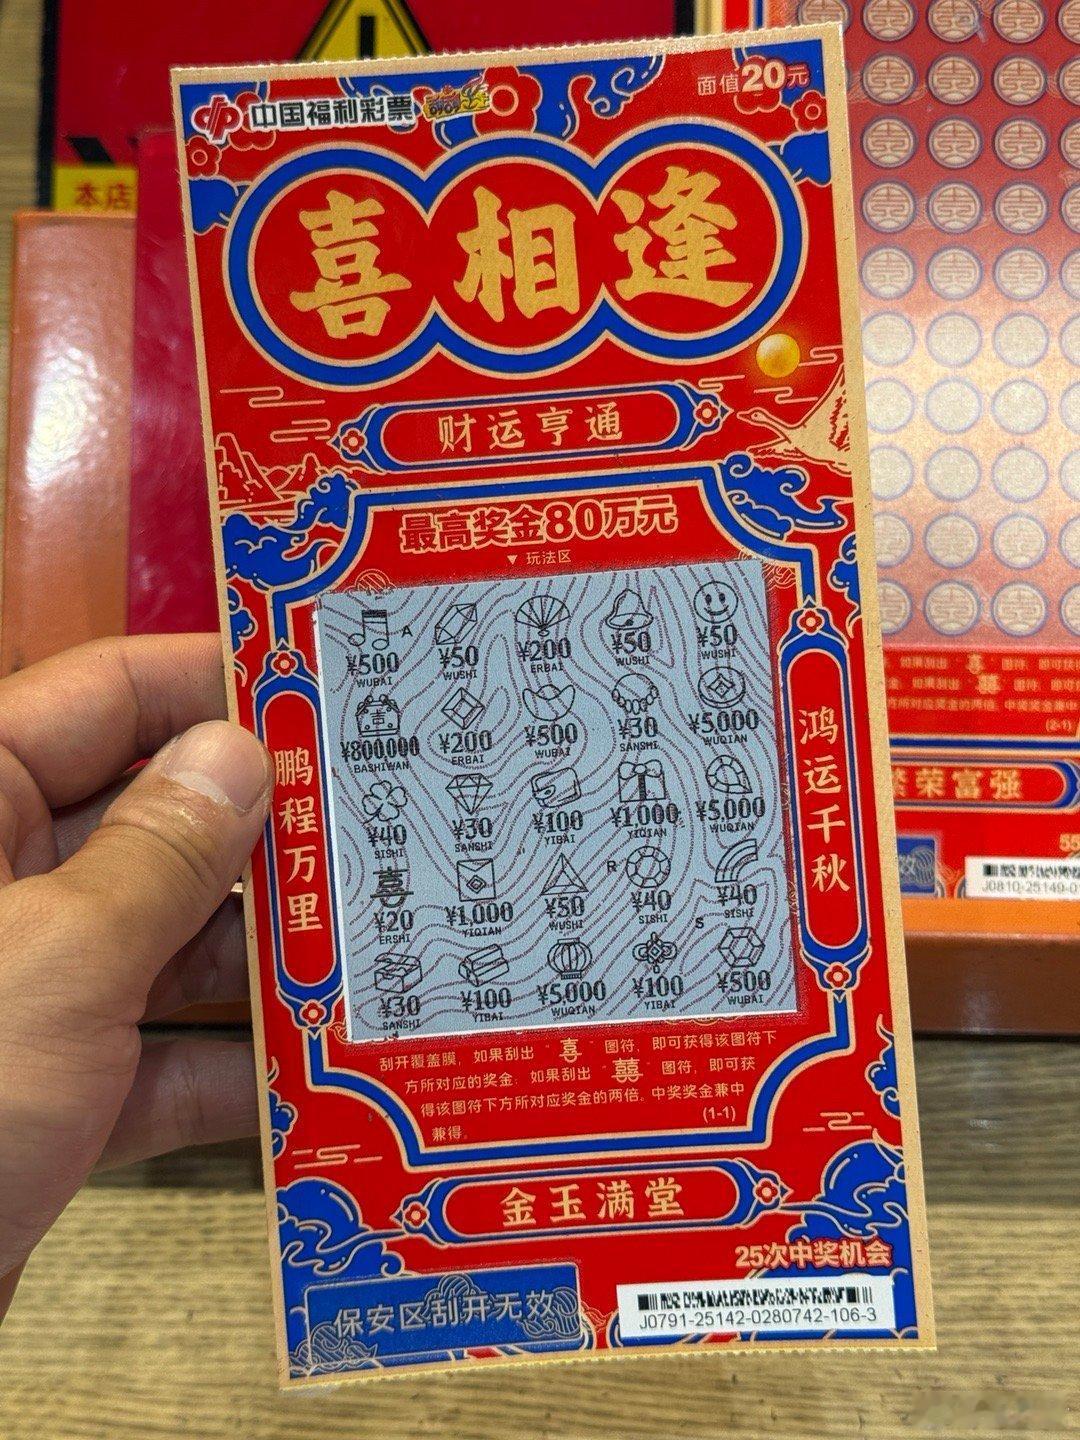 本店
中国福利彩票
面值20元
喜相逢
财运亨通
最高奖金80万元
▼ 玩法区
鹏程万里
鸿运千秋
A
¥500 ¥50 ¥200 ¥50 ¥50
WUBAI WUSHI ERBAI WUSHI WUSHI
¥800,000 ¥200 ¥500 ¥30 ¥5,000
BASHIWAN ERBAI WUBAI SANSHI WUQIAN
¥40 ¥30 ¥100 ¥1,000 ¥5,000
SISHI SANSHI YIBAI YIQIAN WUQIAN
喜 R
¥20 ¥1,000 ¥50 ¥40 ¥40
ERSHI YIQIAN WUSHI SISHI SISHI
S
¥30 ¥100 ¥5,000 ¥100 ¥500
SANSHI YIBAI WUQIAN YIBAI WUBAI
刮开覆盖膜，如果刮出“喜”图符，即可获得该图符下
方所对应的奖金；如果刮出“囍”图符，即可获
得该图符下方所对应奖金的两倍。中奖奖金兼中
兼得。
(1-1)
金玉满堂
25次中奖机会
保安区刮开无效
J0791-25142-0280742-106-3
(2-1)
繁荣富强
J0810-25149-0